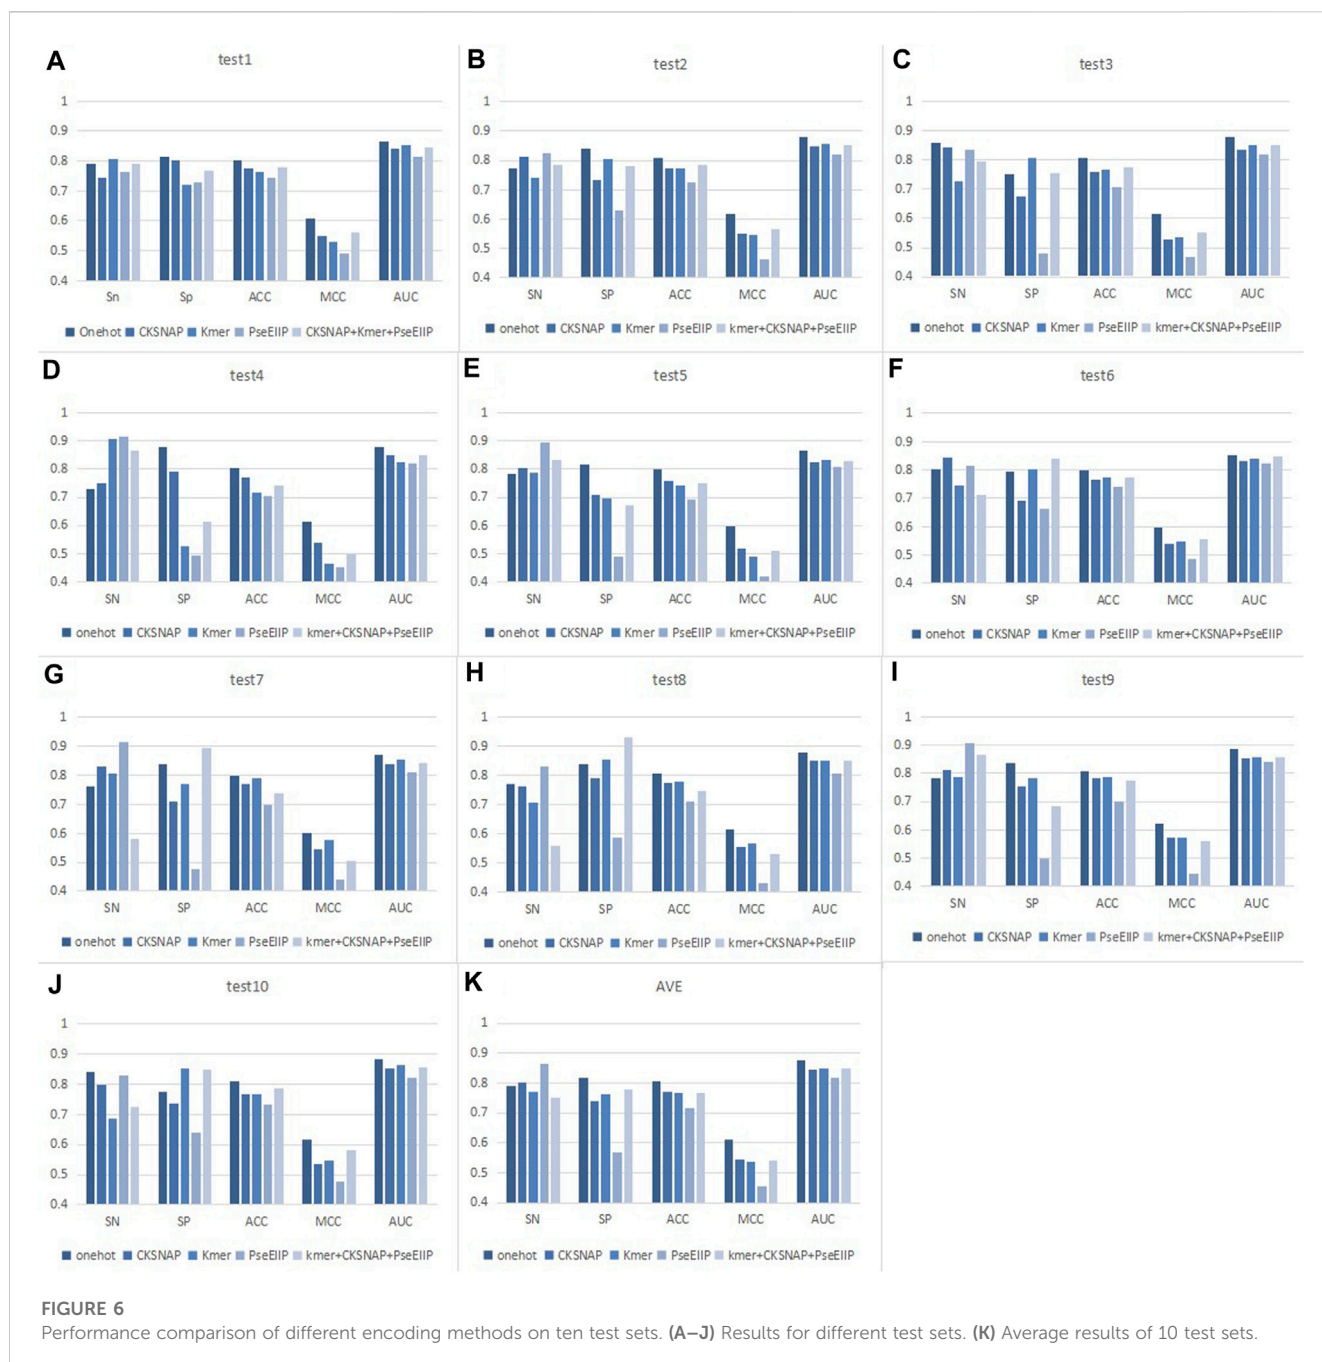 A
test1
1
0.9
0.8
0.7
0.6
0.5
0.4
Sn Sp ACC MCC AUC
Onehot CKSNAP Kmer PseEIIP CKSNAP+Kmer+PseEIIP
B
test2
1
0.9
0.8
0.7
0.6
0.5
0.4
SN SP ACC MCC AUC
onehot CKSNAP Kmer PseEIIP kmer+CKSNAP+PseEIIP
C
test3
1
0.9
0.8
0.7
0.6
0.5
0.4
SN SP ACC MCC AUC
onehot CKSNAP Kmer PseEIIP kmer+CKSNAP+PseEIIP
D
test4
1
0.9
0.8
0.7
0.6
0.5
0.4
SN SP ACC MCC AUC
onehot CKSNAP Kmer PseEIIP kmer+CKSNAP+PseEIIP
E
test5
1
0.9
0.8
0.7
0.6
0.5
0.4
SN SP ACC MCC AUC
onehot CKSNAP Kmer PseEIIP kmer+CKSNAP+PseEIIP
F
test6
1
0.9
0.8
0.7
0.6
0.5
0.4
SN SP ACC MCC AUC
onehot CKSNAP Kmer PseEIIP kmer+CKSNAP+PseEIIP
G
test7
1
0.9
0.8
0.7
0.6
0.5
0.4
SN SP ACC MCC AUC
onehot CKSNAP Kmer PseEIIP kmer+CKSNAP+PseEIIP
H
test8
1
0.9
0.8
0.7
0.6
0.5
0.4
SN SP ACC MCC AUC
onehot CKSNAP Kmer PseEIIP kmer+CKSNAP+PseEIIP
I
test9
1
0.9
0.8
0.7
0.6
0.5
0.4
SN SP ACC MCC AUC
onehot CKSNAP Kmer PseEIIP kmer+CKSNAP+PseEIIP
J
test10
1
0.9
0.8
0.7
0.6
0.5
0.4
SN SP ACC MCC AUC
onehot CKSNAP Kmer PseEIIP kmer+CKSNAP+PseEIIP
K
AVE
1
0.9
0.8
0.7
0.6
0.5
0.4
SN SP ACC MCC AUC
onehot CKSNAP Kmer PseEIIP kmer+CKSNAP+PseEIIP
FIGURE 6
Performance comparison of different encoding methods on ten test sets. (A–J) Results for different test sets. (K) Average results of 10 test sets.